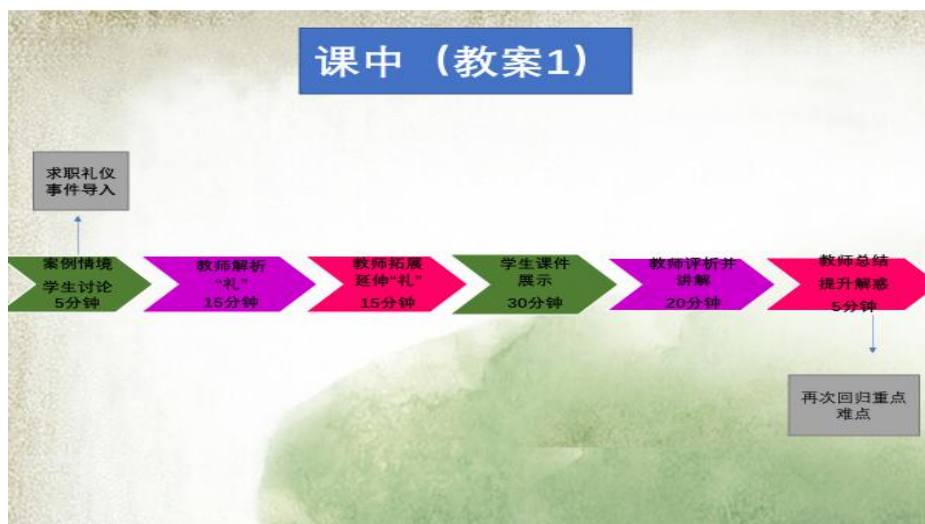 课中（教案1）
求职礼仪
事件导入
案例情境
学生讨论
5分钟
教师解析
“礼”
15分钟
教师拓展
延伸“礼”
15分钟
学生课件
展示
30分钟
教师评析并
讲解
20分钟
教师总结
提升解惑
5分钟
再次回归重点
难点